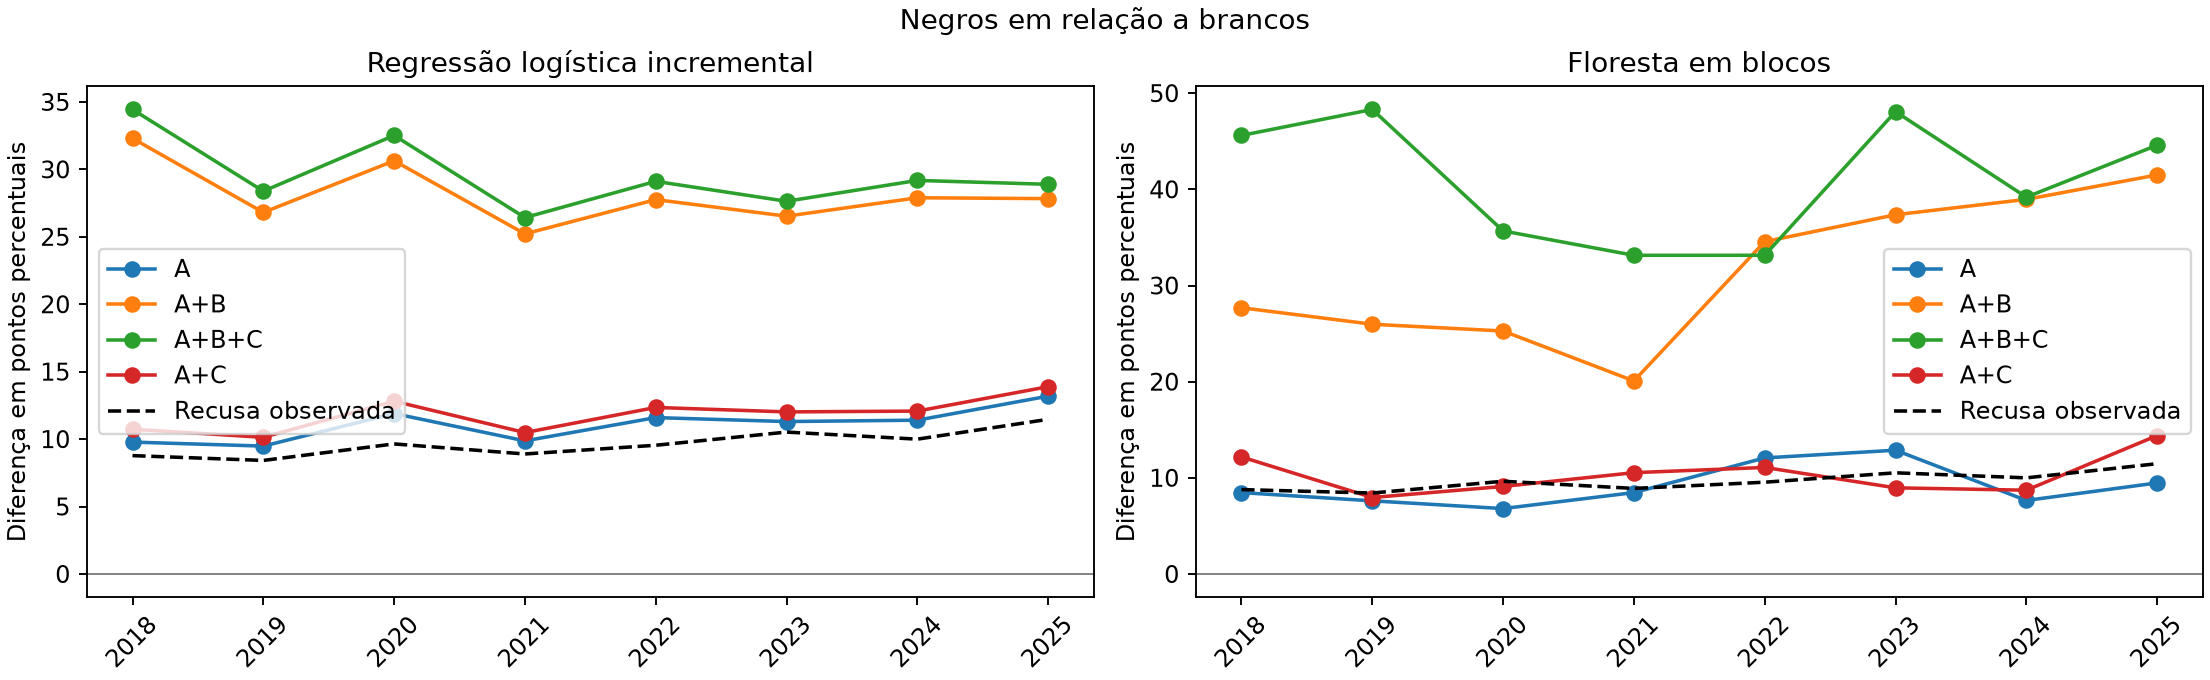 Negros em relação a brancos
Regressão logística incremental
Diferença em pontos percentuais
35
30
25
20
15
10
5
0
A
A+B
A+B+C
A+C
Recusa observada
2018
2019
2020
2021
2022
2023
2024
2025
Floresta em blocos
Diferença em pontos percentuais
50
40
30
20
10
0
A
A+B
A+B+C
A+C
Recusa observada
2018
2019
2020
2021
2022
2023
2024
2025